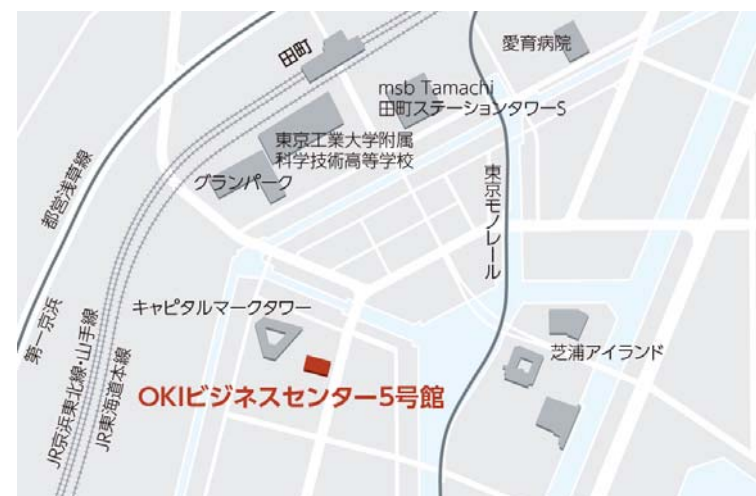 田町
愛育病院
msb Tamachi
田町ステーションタワーS
東京工業大学附属
科学技術高等学校
グランパーク
都営浅草線
東京モノレール
第一京浜
JR京浜東北線・山手線
JR東海道本線
キャピタルマークタワー
芝浦アイランド
OKIビジネスセンター5号館